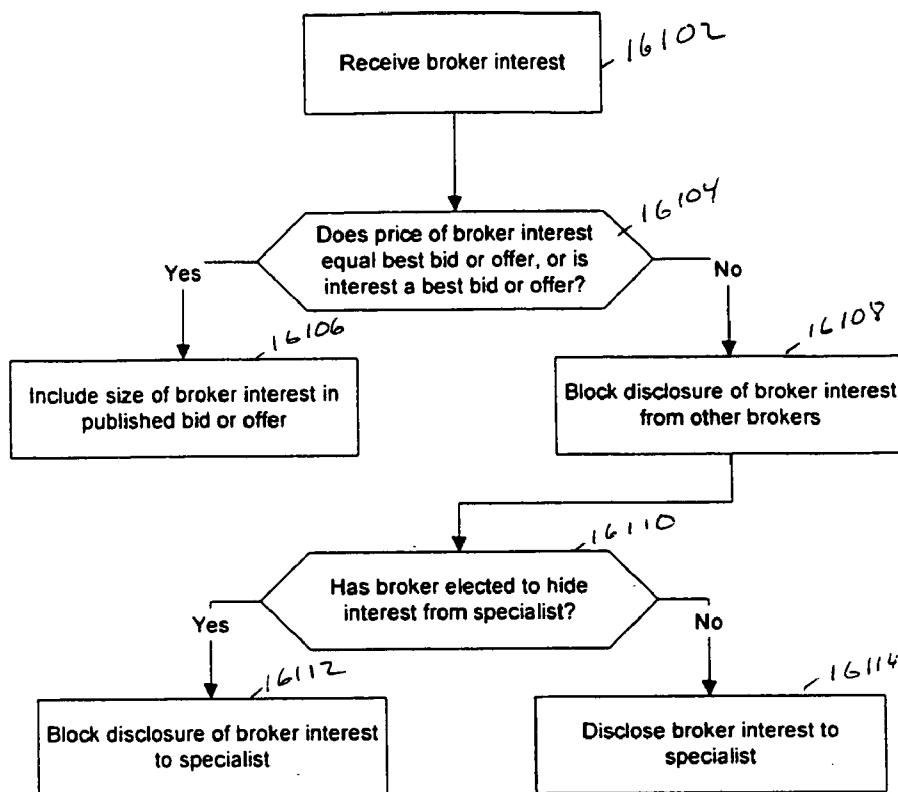 Receive broker interest
16102
Does price of broker interest
equal best bid or offer, or is
interest a best bid or offer?
16104
Yes
No
16106
16108
Include size of broker interest in
published bid or offer
Block disclosure of broker interest
from other brokers
16110
Has broker elected to hide
interest from specialist?
Yes
No
16112
16114
Block disclosure of broker interest
to specialist
Disclose broker interest to
specialist